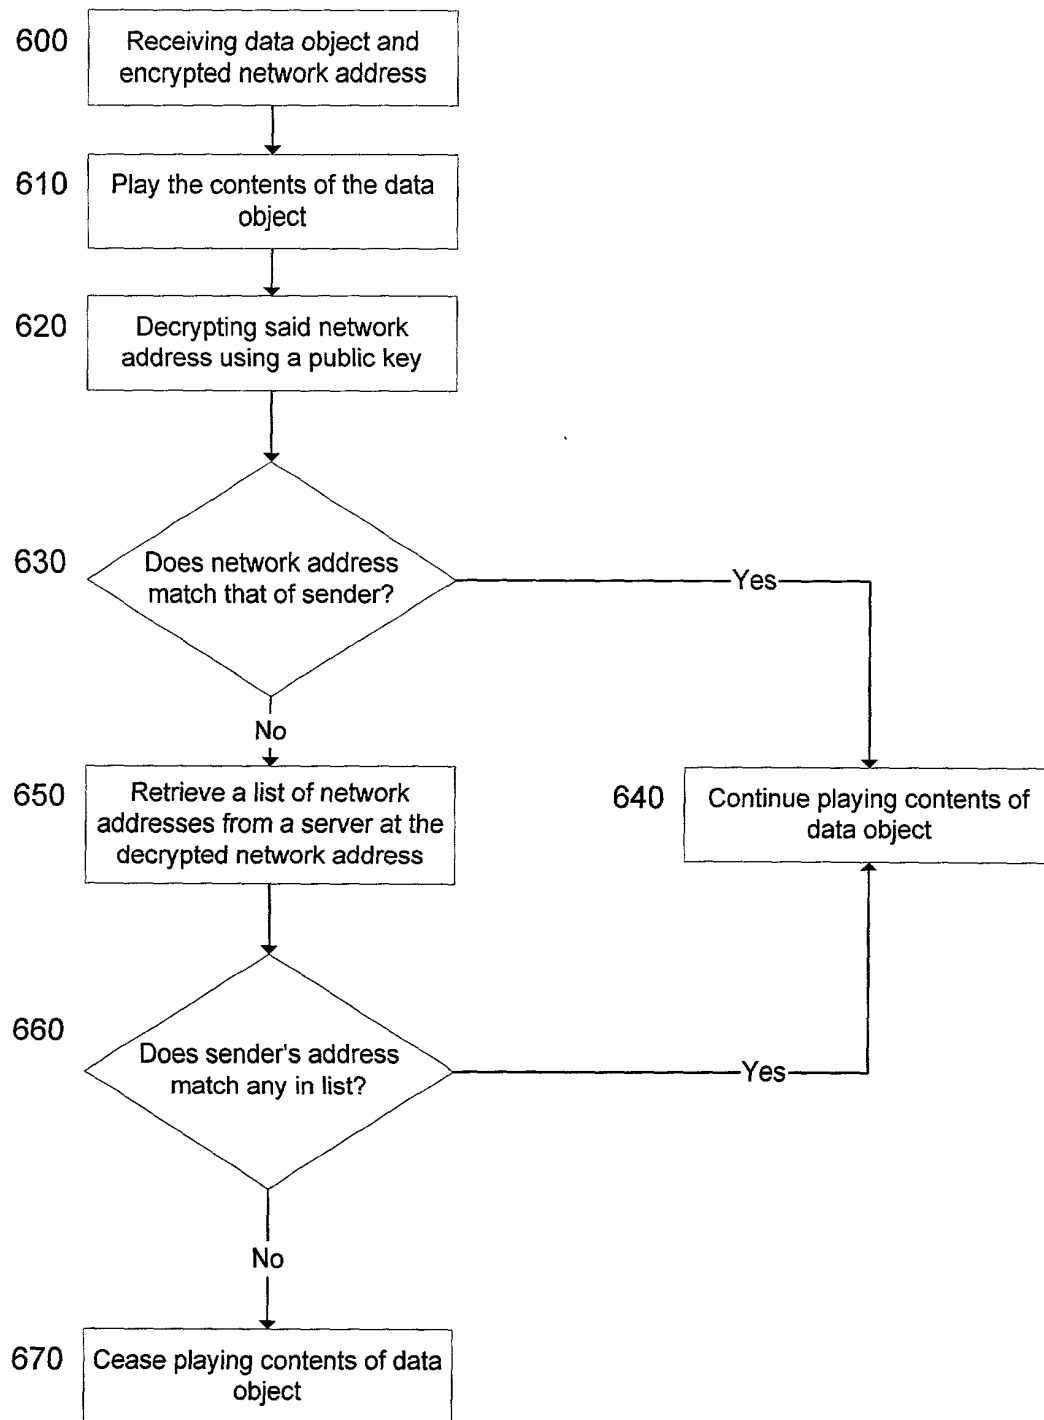 600
Receiving data object and
encrypted network address
610
Play the contents of the data
object
620
Decrypting said network
address using a public key
630
Does network address
match that of sender?
Yes
No
650
Retrieve a list of network
addresses from a server at the
decrypted network address
640
Continue playing contents of
data object
660
Does sender's address
match any in list?
Yes
No
670
Cease playing contents of data
object